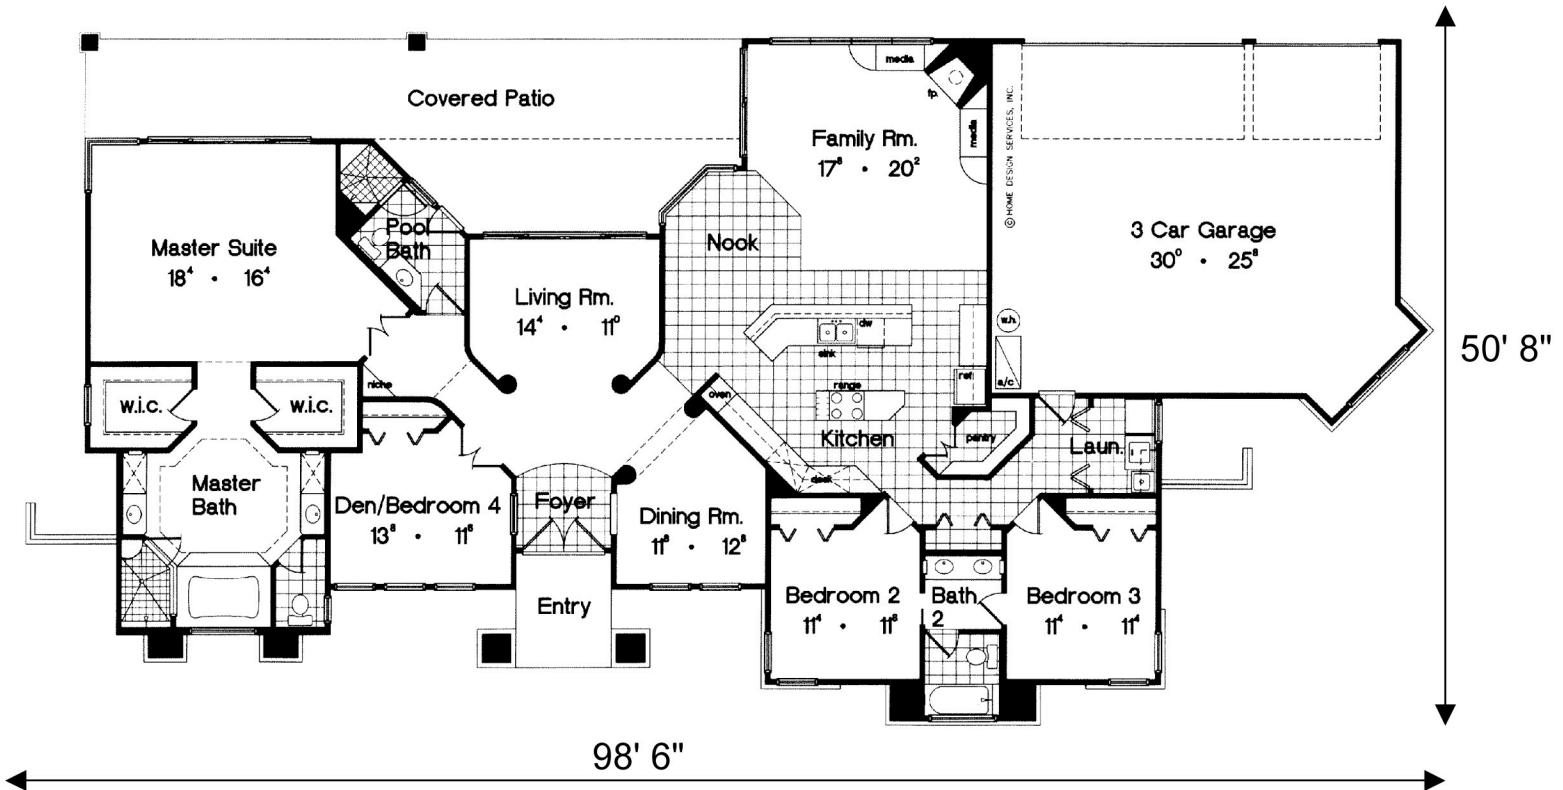 Covered Patio
media
fp.
media
Family Rm.
17⁸ • 20²
© HOME DESIGN SERVICES, INC.
3 Car Garage
30⁰ • 25⁸
Master Suite
18⁴ • 16⁴
Pool
Bath
Nook
Living Rm.
14⁴ • 11⁰
w.h.
a/c
dw
sink
range
ref
oven
niche
w.i.c.
w.i.c.
Kitchen
pantry
Laun.
desk
Master
Bath
Den/Bedroom 4
13⁸ • 11⁶
Foyer
Dining Rm.
11⁸ • 12⁸
Entry
Bedroom 2
11⁴ • 11⁶
Bath
2
Bedroom 3
11⁴ • 11⁴
50' 8"
98' 6"